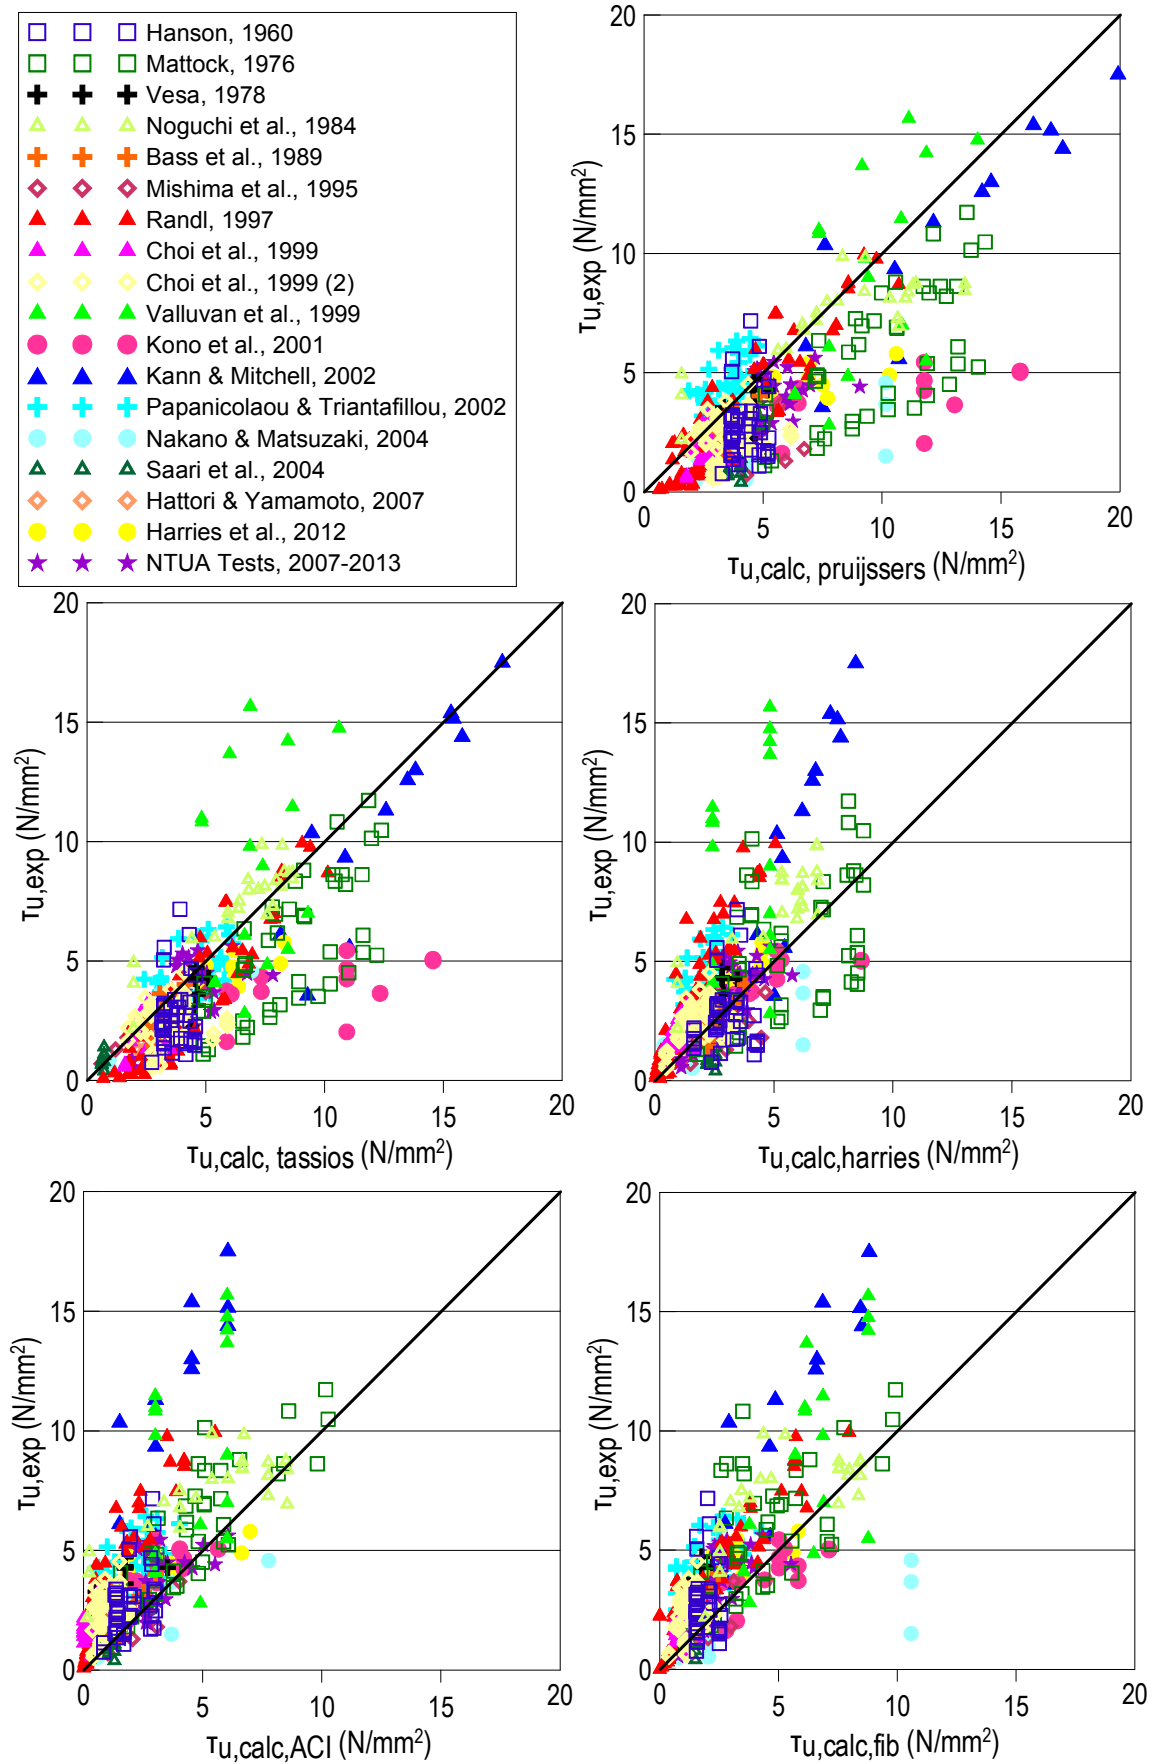 Hanson, 1960
Mattock, 1976
Vesa, 1978
Noguchi et al., 1984
Bass et al., 1989
Mishima et al., 1995
Randl, 1997
Choi et al., 1999
Choi et al., 1999 (2)
Valluvan et al., 1999
Kono et al., 2001
Kann & Mitchell, 2002
Papanicolaou & Triantafillou, 2002
Nakano & Matsuzaki, 2004
Saari et al., 2004
Hattori & Yamamoto, 2007
Harries et al., 2012
NTUA Tests, 2007-2013
20
15
10
5
0
τu,exp (N/mm²)
0 5 10 15 20
τu,calc, pruijssers (N/mm²)
20
15
10
5
0
τu,exp (N/mm²)
0 5 10 15 20
τu,calc, tassios (N/mm²)
20
15
10
5
0
τu,exp (N/mm²)
0 5 10 15 20
τu,calc,harries (N/mm²)
20
15
10
5
0
τu,exp (N/mm²)
0 5 10 15 20
τu,calc,ACI (N/mm²)
20
15
10
5
0
τu,exp (N/mm²)
0 5 10 15 20
τu,calc,fib (N/mm²)